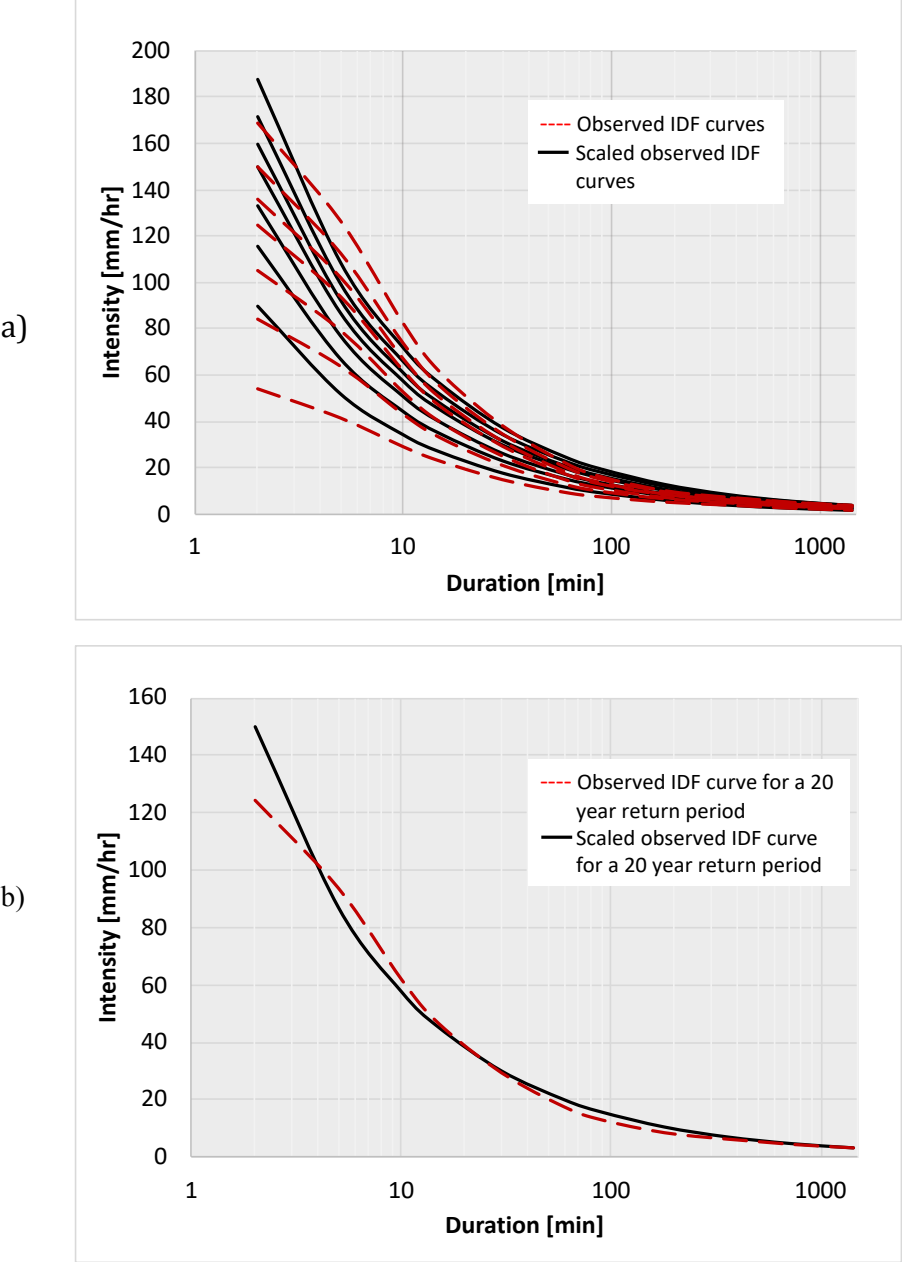 a)
200
180
160
140
120
100
80
60
40
20
0
Intensity [mm/hr]
Observed IDF curves
Scaled observed IDF
curves
1
10
100
1000
Duration [min]
b)
160
140
120
100
80
60
40
20
0
Intensity [mm/hr]
Observed IDF curve for a 20
year return period
Scaled observed IDF curve
for a 20 year return period
1
10
100
1000
Duration [min]